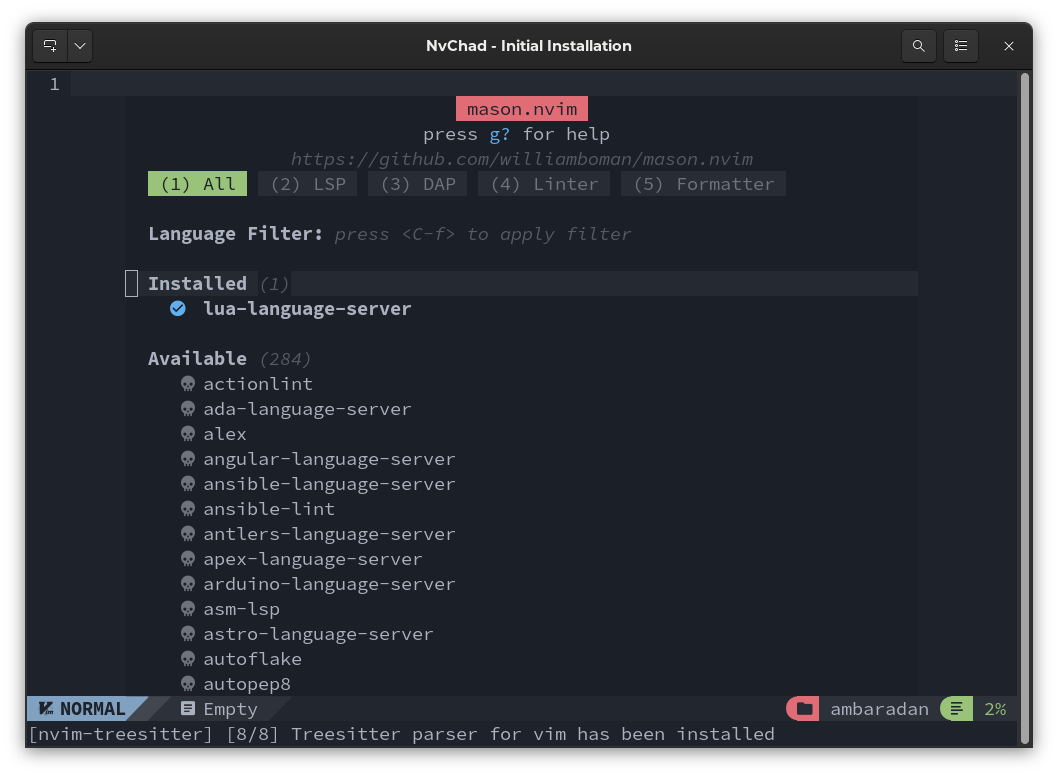 NvChad - Initial Installation
1
mason.nvim
press g? for help
https://github.com/williamboman/mason.nvim
(1) All (2) LSP (3) DAP (4) Linter (5) Formatter
Language Filter: press <C-f> to apply filter
Installed (1)
lua-language-server
Available (284)
actionlint
ada-language-server
alex
angular-language-server
ansible-language-server
ansible-lint
antlers-language-server
apex-language-server
arduino-language-server
asm-lsp
astro-language-server
autoflake
autopep8
NORMAL Empty ambaradan 2%
[nvim-treesitter] [8/8] Treesitter parser for vim has been installed